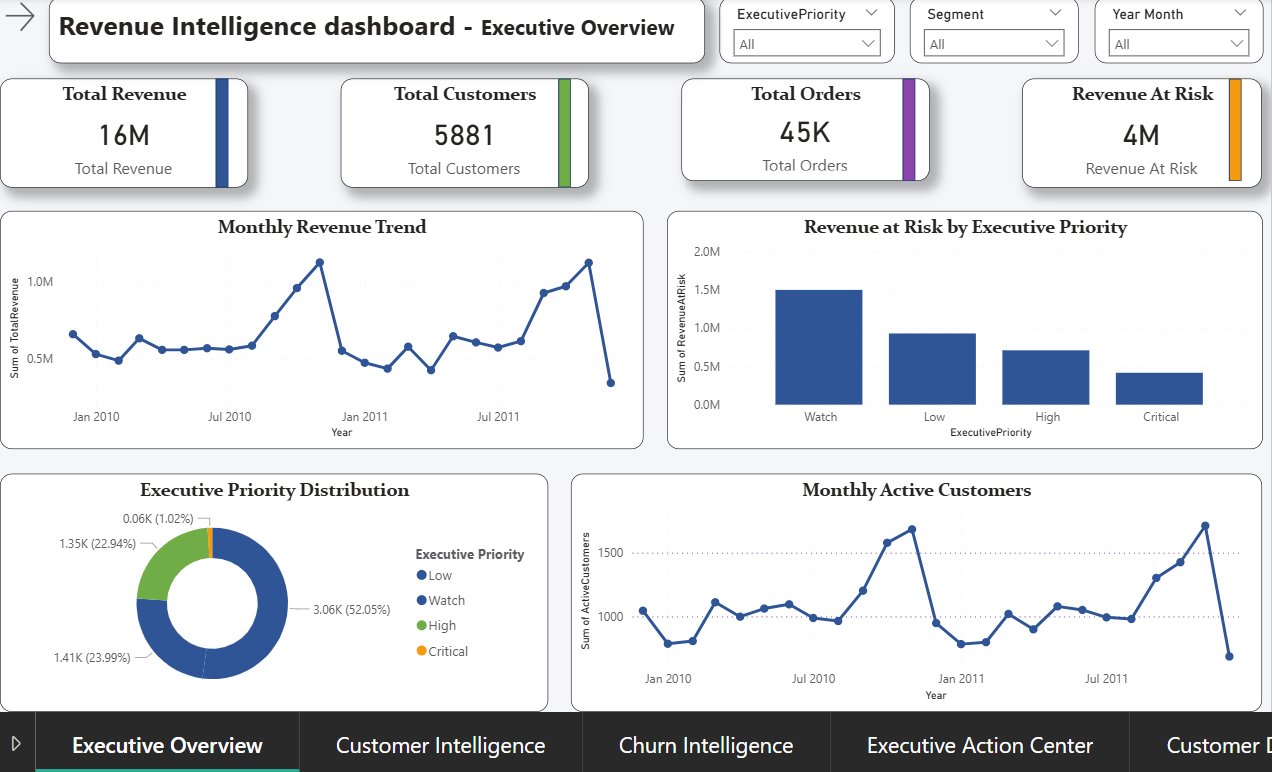 Revenue Intelligence dashboard - Executive Overview
ExecutivePriority
All
Segment
All
Year Month
All
Total Revenue
16M
Total Revenue
Total Customers
5881
Total Customers
Total Orders
45K
Total Orders
Revenue At Risk
4M
Revenue At Risk
Monthly Revenue Trend
Sum of TotalRevenue
1.0M
0.5M
Jan 2010 Jul 2010 Jan 2011 Jul 2011
Year
Revenue at Risk by Executive Priority
Sum of RevenueAtRisk
2.0M
1.5M
1.0M
0.5M
0.0M
Watch Low High Critical
ExecutivePriority
Executive Priority Distribution
0.06K (1.02%)
1.35K (22.94%)
3.06K (52.05%)
1.41K (23.99%)
Executive Priority
Low
Watch
High
Critical
Monthly Active Customers
Sum of ActiveCustomers
1500
1000
Jan 2010 Jul 2010 Jan 2011 Jul 2011
Year
Executive Overview Customer Intelligence Churn Intelligence Executive Action Center Customer